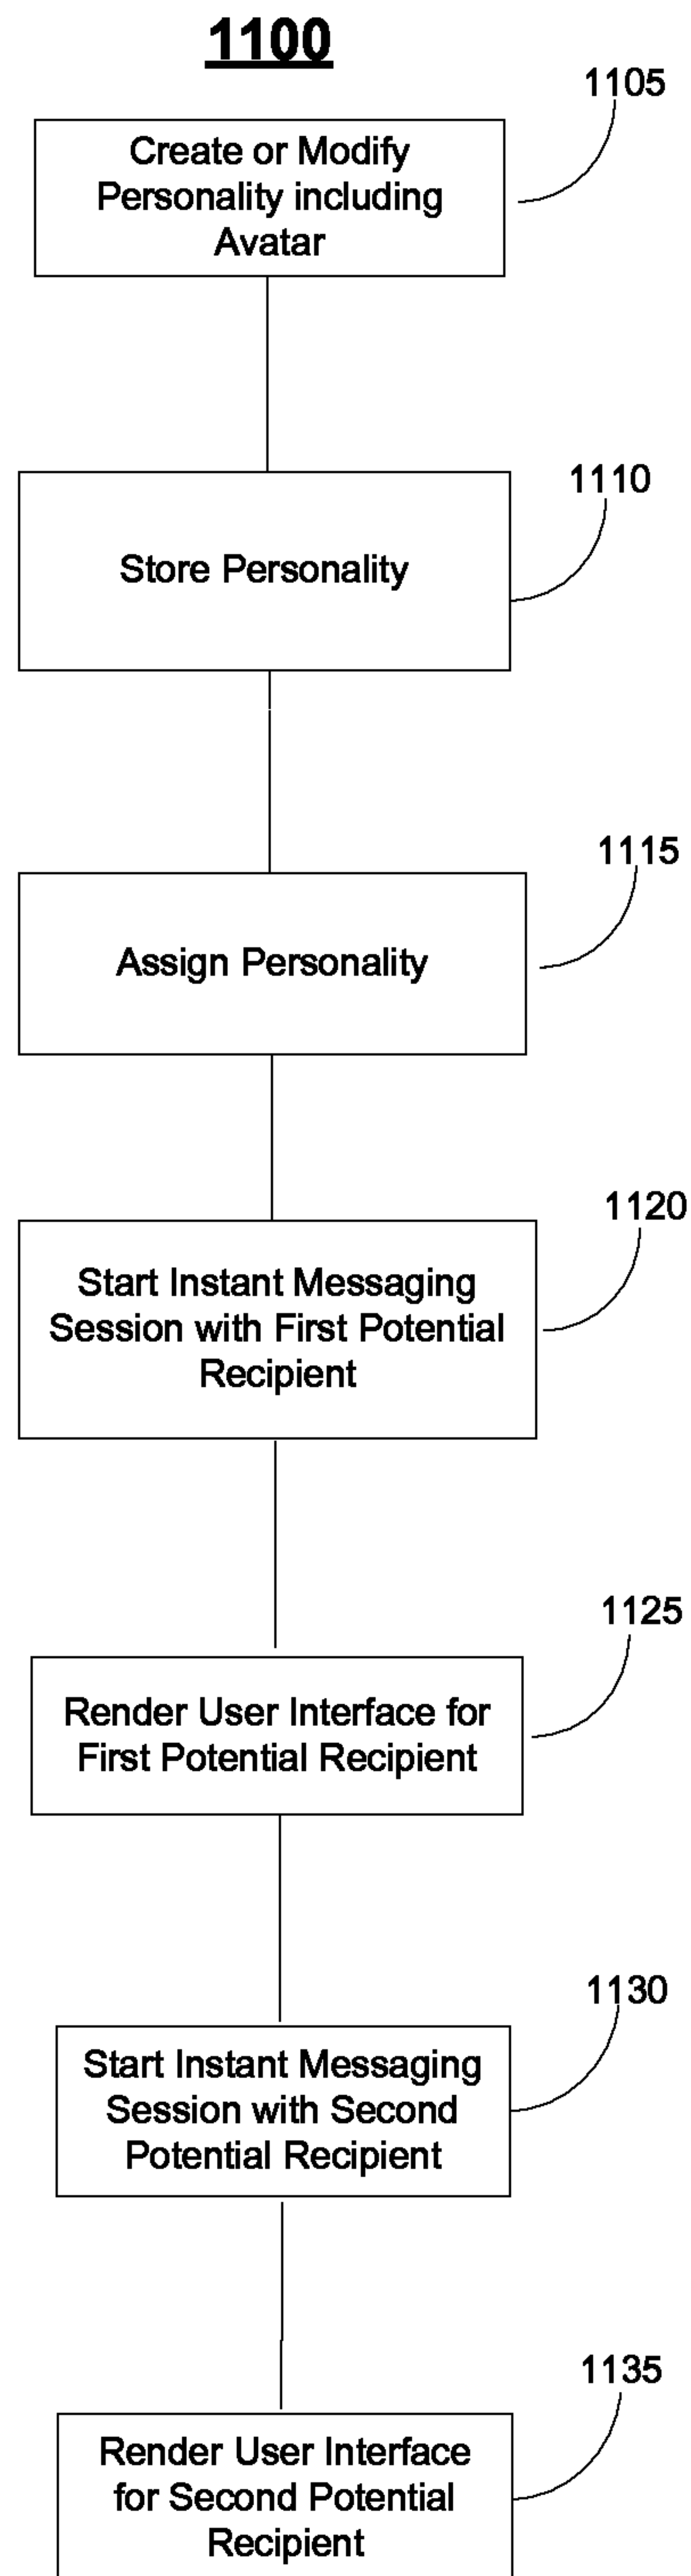 1100
1105
Create or Modify
Personality including
Avatar
1110
Store Personality
1115
Assign Personality
1120
Start Instant Messaging
Session with First Potential
Recipient
1125
Render User Interface for
First Potential Recipient
1130
Start Instant Messaging
Session with Second
Potential Recipient
1135
Render User Interface
for Second Potential
Recipient